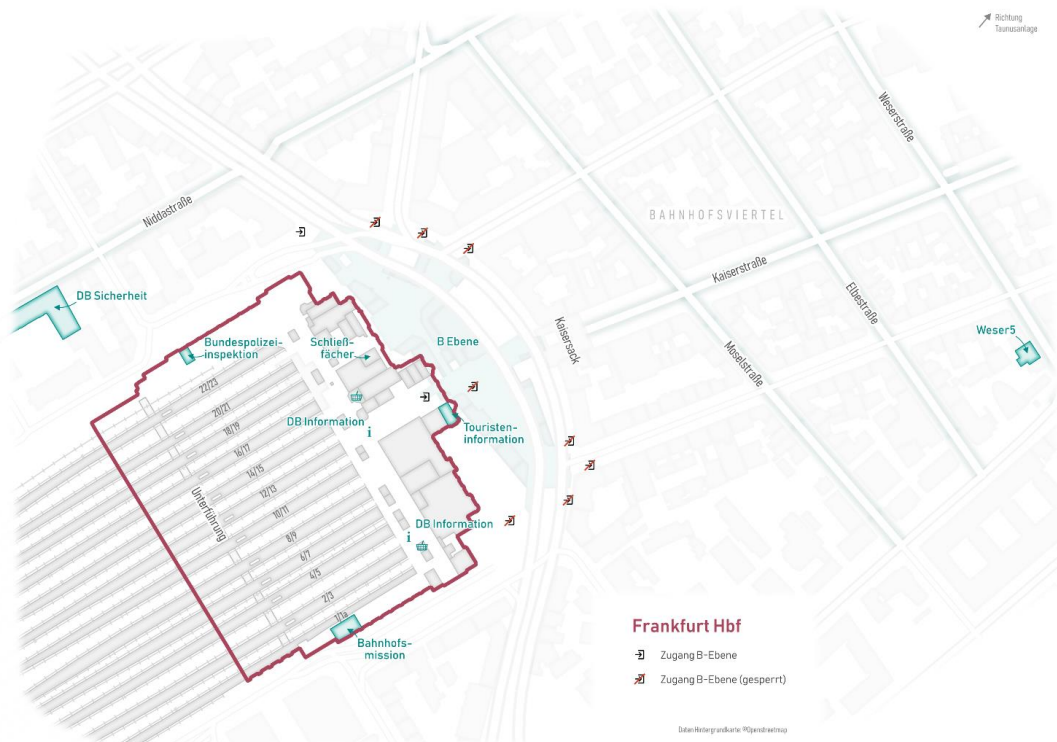 Richtung
Taunusanlage
Weserstraße
Niddastraße
BAHNHOFSVIERTEL
Kaiserstraße
DB Sicherheit
Elbestraße
Kaisersack
Weser5
Bundespolizei-
inspektion
Schließ-
fächer
B Ebene
Moselstraße
22/23
20/21
DB Information
i
18/19
Touristen-
information
16/17
14/15
12/13
Unterführung
10/11
DB Information
i
8/9
6/7
4/5
2/3
1/1a
Bahnhofs-
mission
Frankfurt Hbf
Zugang B-Ebene
Zugang B-Ebene (gesperrt)
Daten Hintergrundkarte: ©Openstreetmap